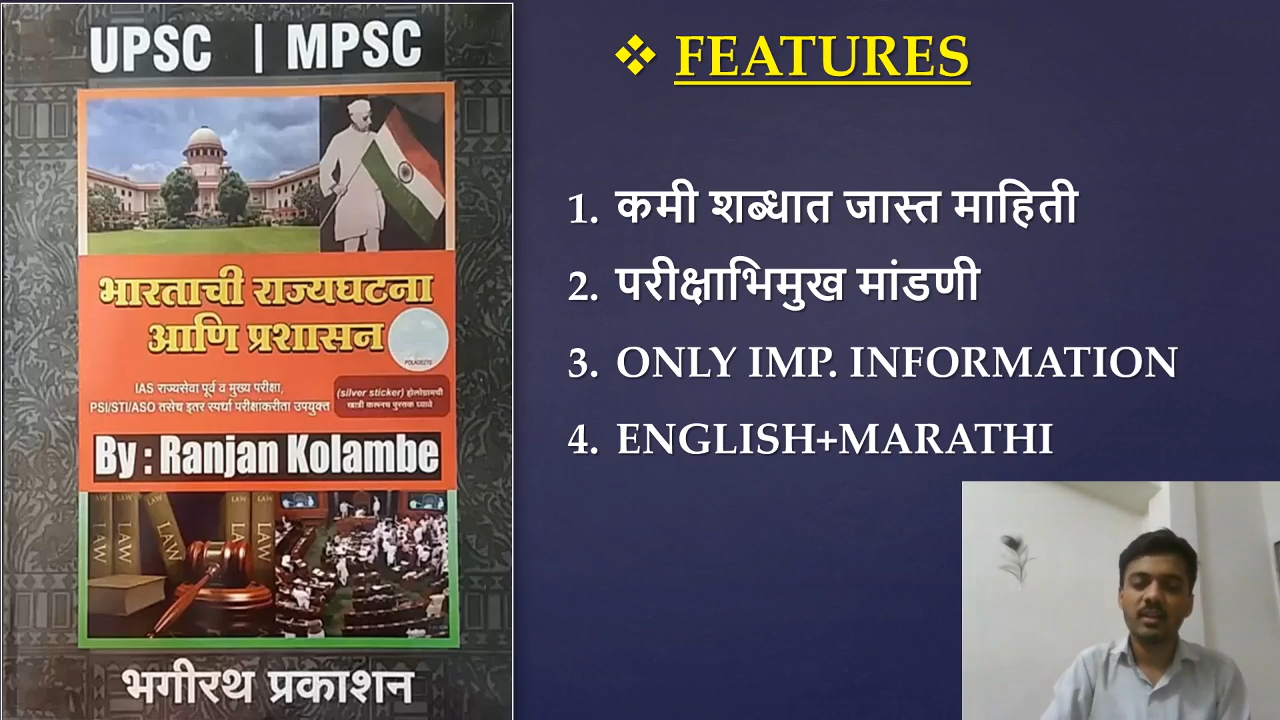 UPSC | MPSC
भारताची राज्यघटना
आणि प्रशासन
IAS राज्यसेवा पूर्व व मुख्य परीक्षा,
PSI/STI/ASO तसेच इतर स्पर्धा परीक्षांकरीता उपयुक्त
(silver sticker) होलोग्रामची
खात्री करूनच पुस्तक घ्यावे
By : Ranjan Kolambe
LAW
LAW
LAW
LAW
भगीरथ प्रकाशन
❖ FEATURES
1. कमी शब्धात जास्त माहिती
2. परीक्षाभिमुख मांडणी
3. ONLY IMP. INFORMATION
4. ENGLISH+MARATHI